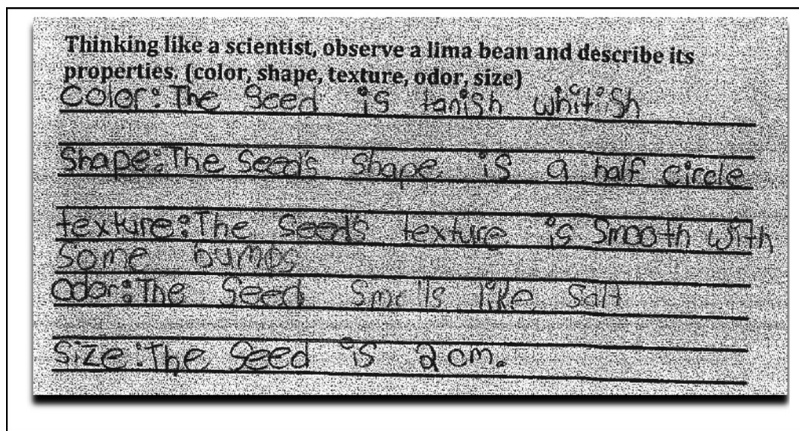 Thinking like a scientist, observe a lima bean and describe its
properties. (color, shape, texture, odor, size)
Color: The Seed is tanish whitish
Shape: The Seed's Shape is a half circle
texture: The Seed's texture is Smooth with
Some bumps
Odor: The Seed Smells like Salt
Size: The Seed is 2 cm.